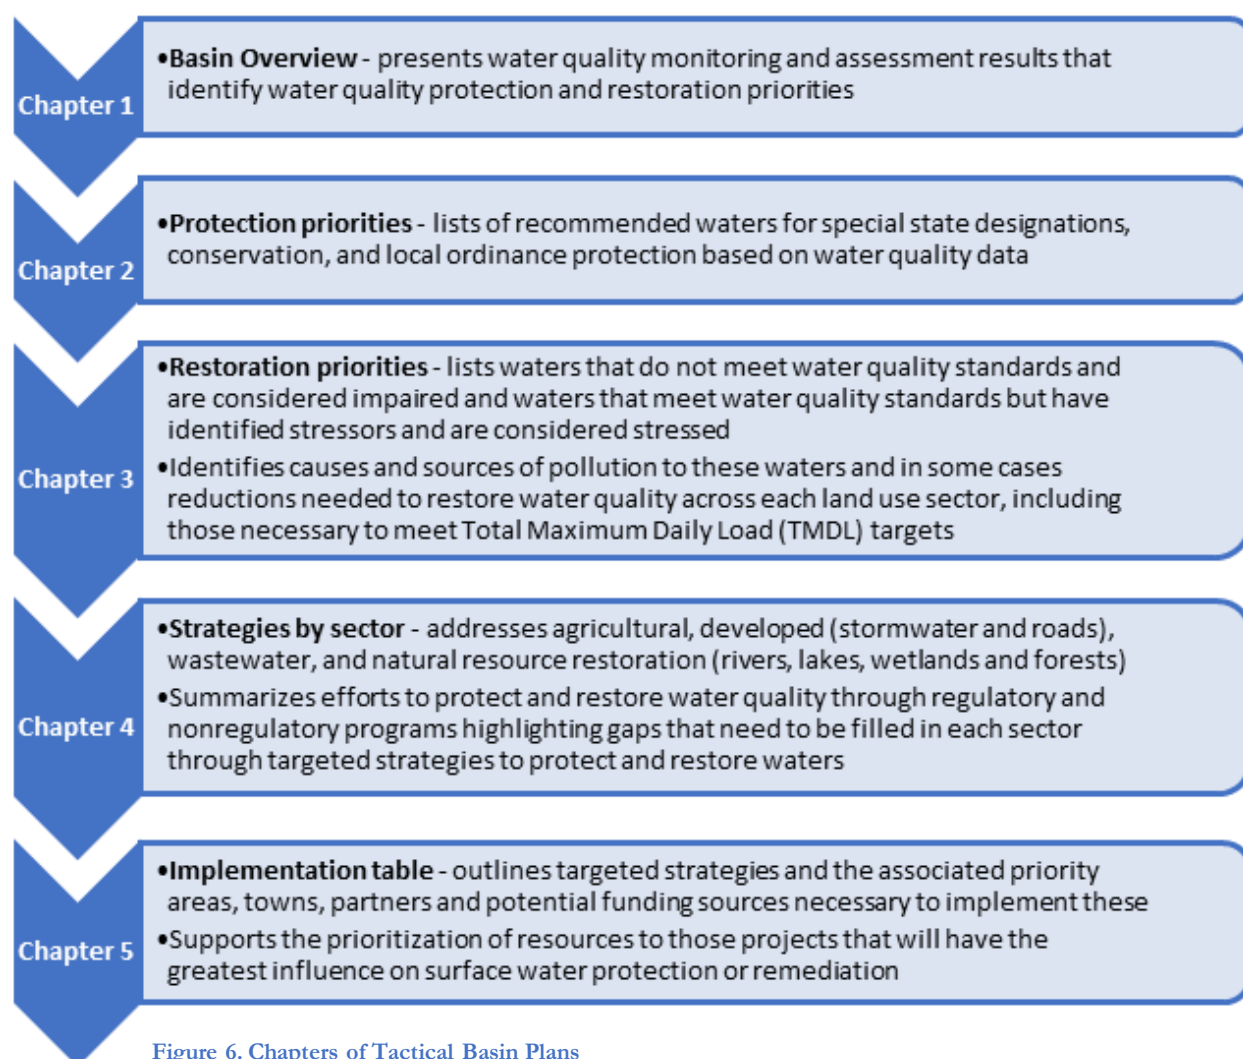 Chapter 1
•Basin Overview - presents water quality monitoring and assessment results that
identify water quality protection and restoration priorities
Chapter 2
•Protection priorities - lists of recommended waters for special state designations,
conservation, and local ordinance protection based on water quality data
Chapter 3
•Restoration priorities - lists waters that do not meet water quality standards and
are considered impaired and waters that meet water quality standards but have
identified stressors and are considered stressed
•Identifies causes and sources of pollution to these waters and in some cases
reductions needed to restore water quality across each land use sector, including
those necessary to meet Total Maximum Daily Load (TMDL) targets
Chapter 4
•Strategies by sector - addresses agricultural, developed (stormwater and roads),
wastewater, and natural resource restoration (rivers, lakes, wetlands and forests)
•Summarizes efforts to protect and restore water quality through regulatory and
nonregulatory programs highlighting gaps that need to be filled in each sector
through targeted strategies to protect and restore waters
Chapter 5
•Implementation table - outlines targeted strategies and the associated priority
areas, towns, partners and potential funding sources necessary to implement these
•Supports the prioritization of resources to those projects that will have the
greatest influence on surface water protection or remediation
Figure 6. Chapters of Tactical Basin Plans